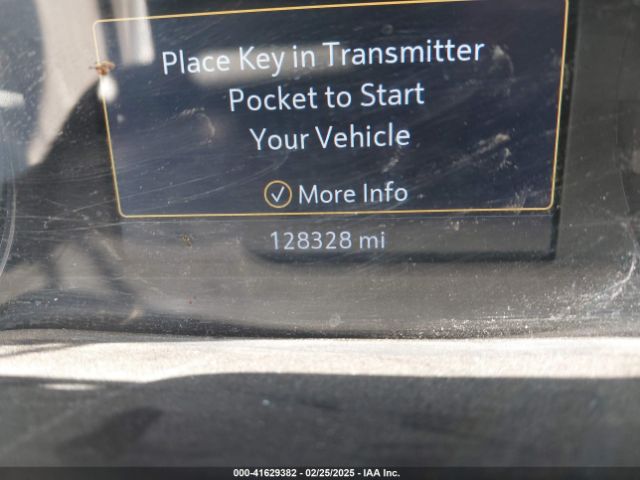 Place Key in Transmitter
Pocket to Start
Your Vehicle
More Info
128328 mi
000-41629382 - 02/25/2025 - IAA Inc.